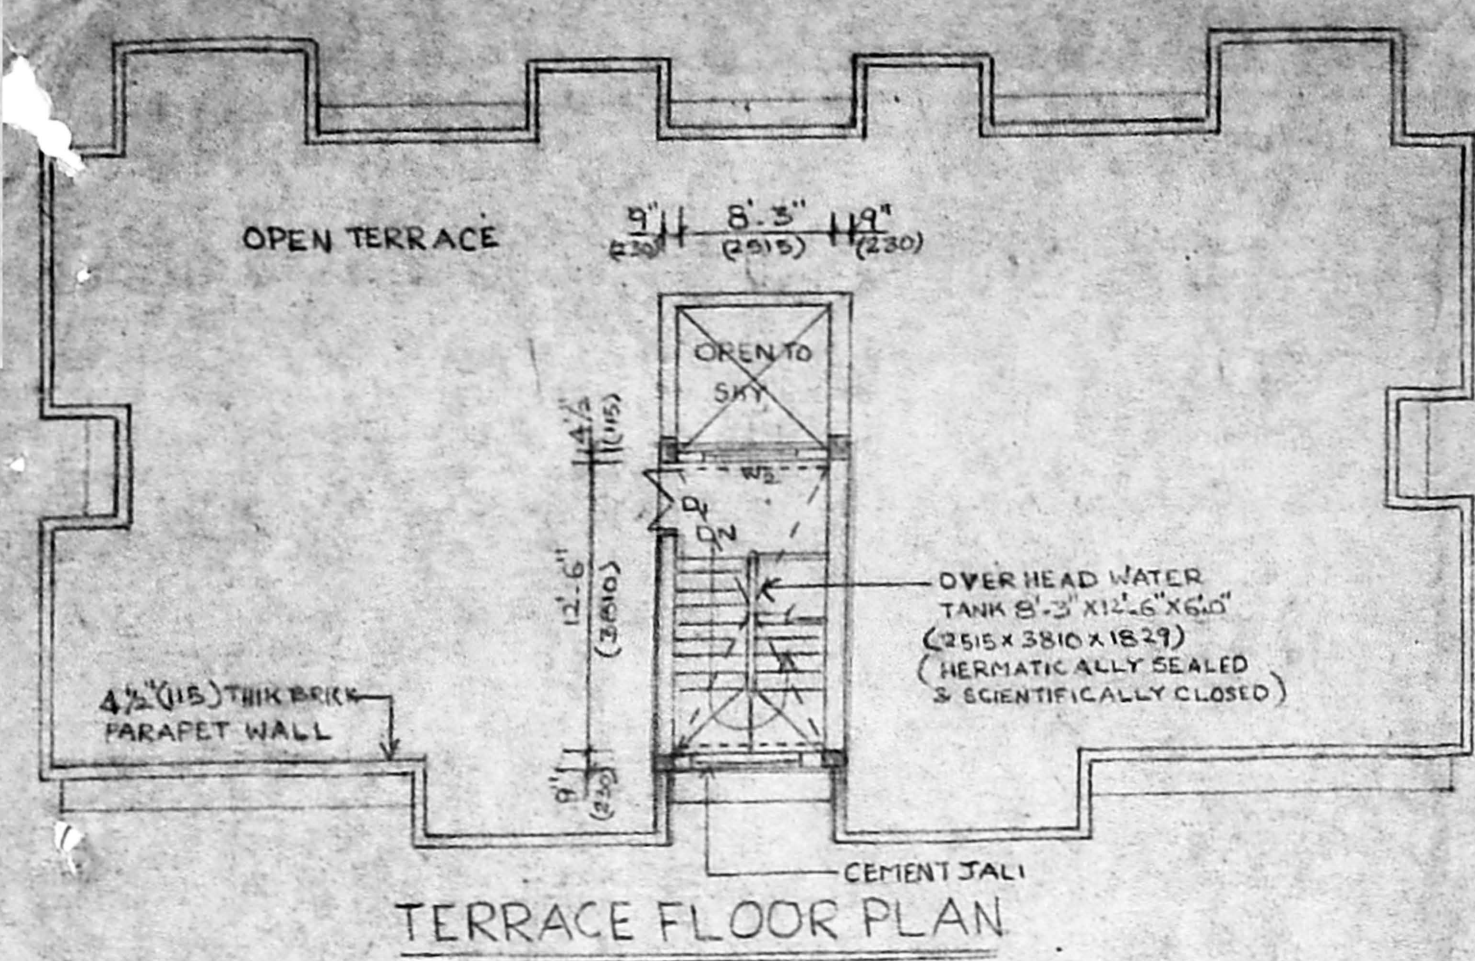 9" 8'-3" 9"
(230) (2515) (230)
OPEN TERRACE
OPEN TO
SKY
4½"
(115)
W2
D1
DN
12'-6"
(3810)
OVER HEAD WATER
TANK 8'-3"X12'-6"X6'0"
(2515 X 3810 X 1829)
(HERMATICALLY SEALED
& SCIENTIFICALLY CLOSED)
4½"(115) THIK BRICK
PARAPET WALL
9"
(230)
CEMENT JALI
TERRACE FLOOR PLAN